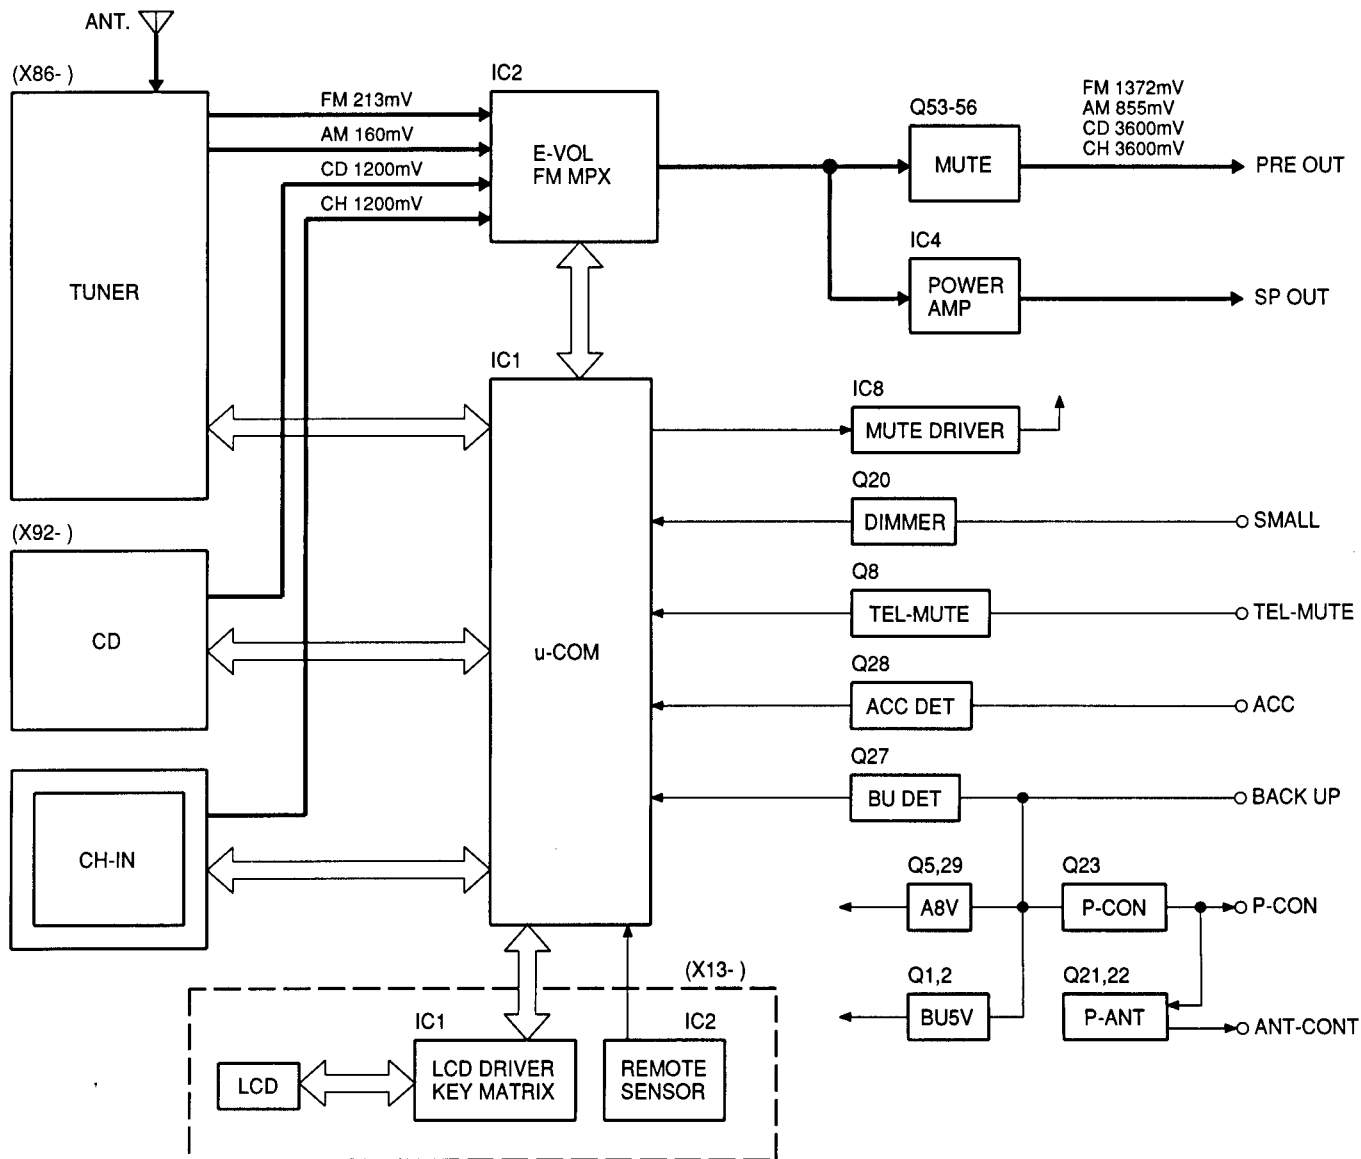 ANT.
(X86- )
TUNER
FM 213mV
AM 160mV
CD 1200mV
CH 1200mV
IC2
E-VOL
FM MPX
Q53-56
MUTE
FM 1372mV
AM 855mV
CD 3600mV
CH 3600mV
PRE OUT
IC4
POWER
AMP
SP OUT
IC1
u-COM
IC8
MUTE DRIVER
Q20
DIMMER
SMALL
(X92- )
CD
Q8
TEL-MUTE
TEL-MUTE
Q28
ACC DET
ACC
Q27
BU DET
BACK UP
CH-IN
Q5,29
A8V
Q23
P-CON
P-CON
Q1,2
BU5V
Q21,22
P-ANT
ANT-CONT
(X13- )
IC1
LCD DRIVER
KEY MATRIX
LCD
IC2
REMOTE
SENSOR